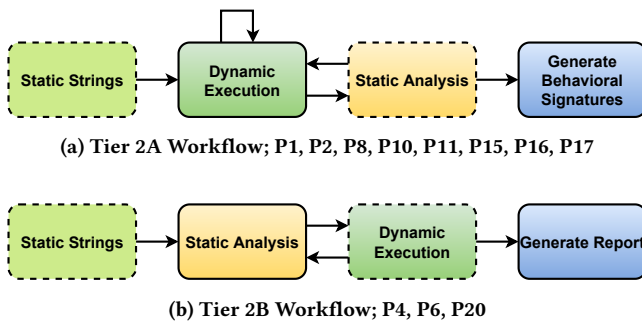 Static Strings
Dynamic
Execution
Static Analysis
Generate
Behavioral
Signatures
(a) Tier 2A Workflow; P1, P2, P8, P10, P11, P15, P16, P17
Static Strings
Static Analysis
Dynamic
Execution
Generate Report
(b) Tier 2B Workflow; P4, P6, P20